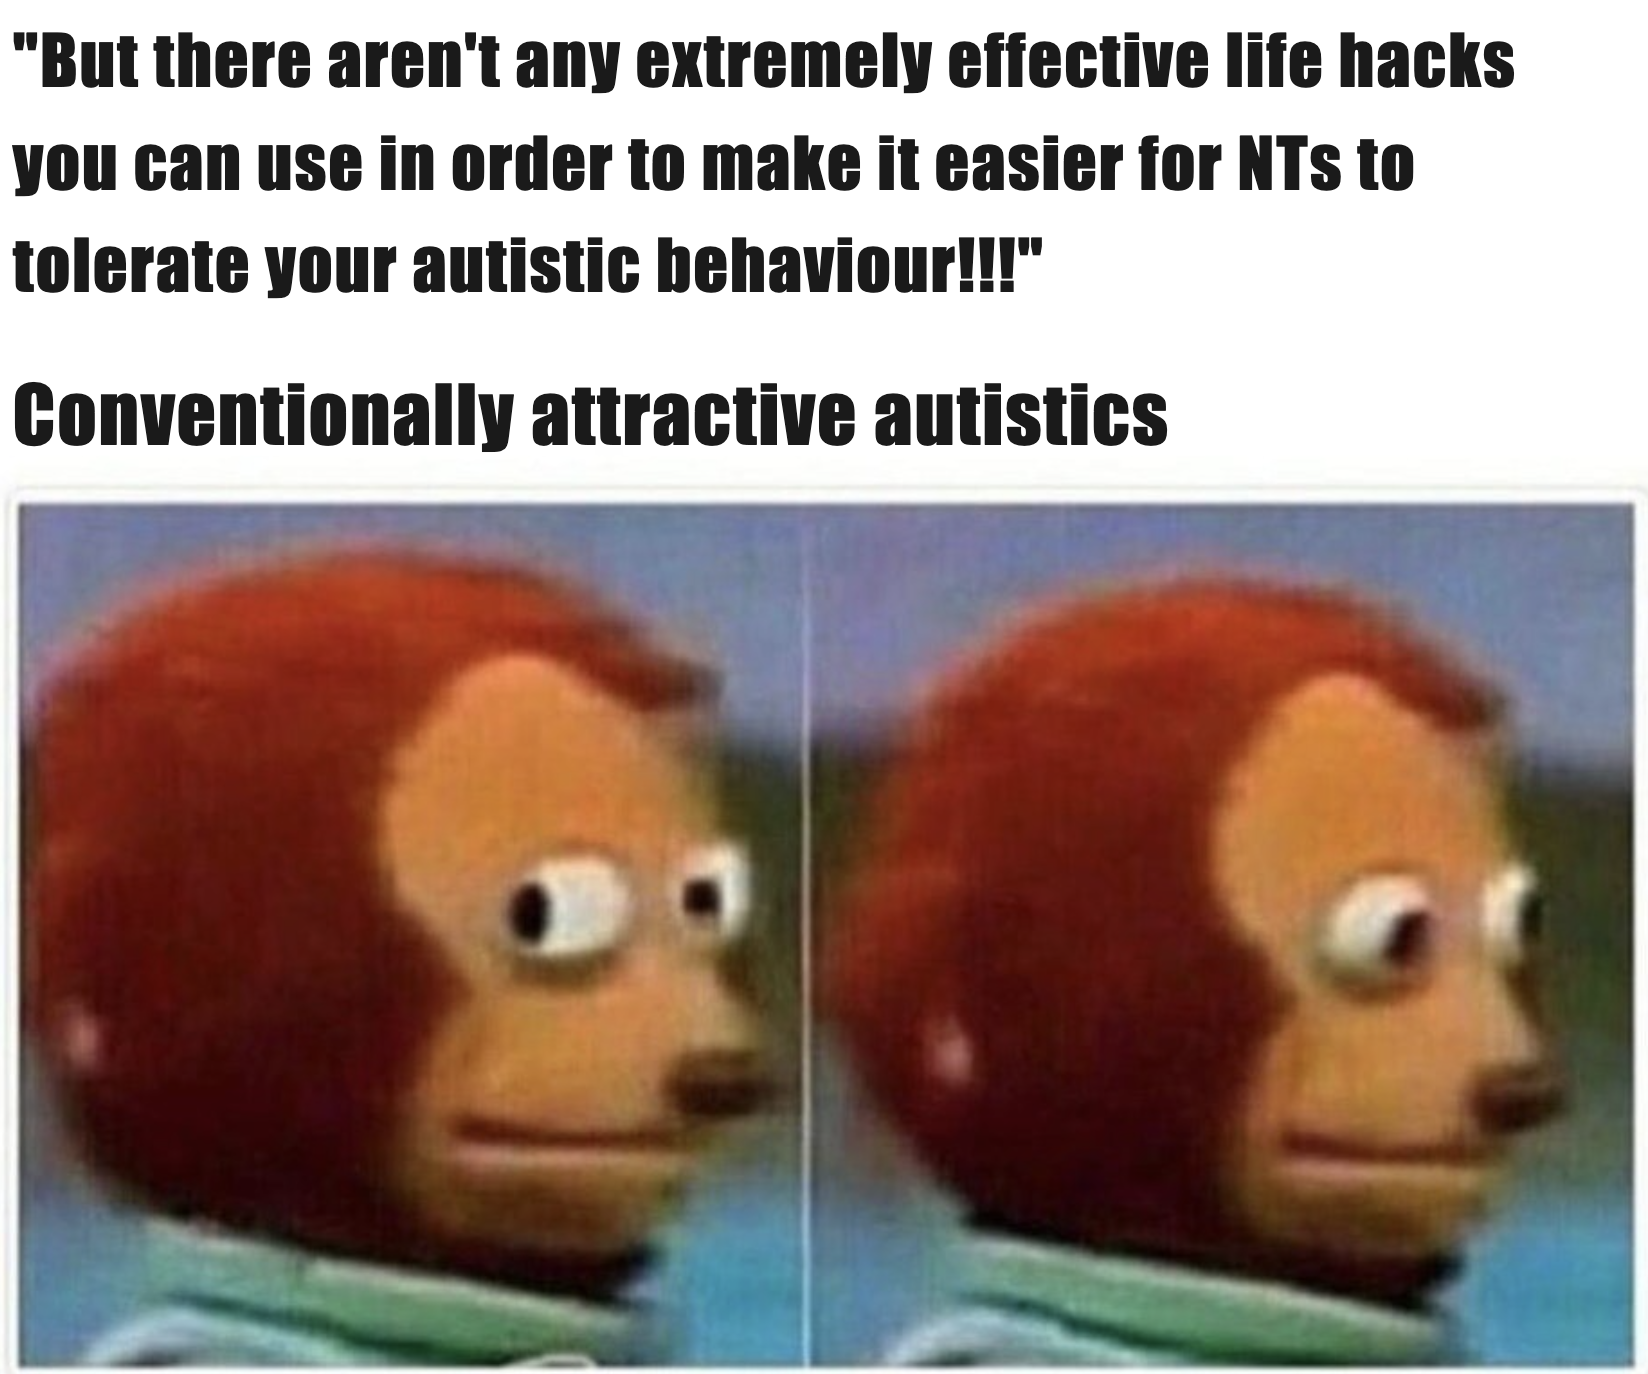 "But there aren't any extremely effective life hacks
you can use in order to make it easier for NTs to
tolerate your autistic behaviour!!!"
Conventionally attractive autistics